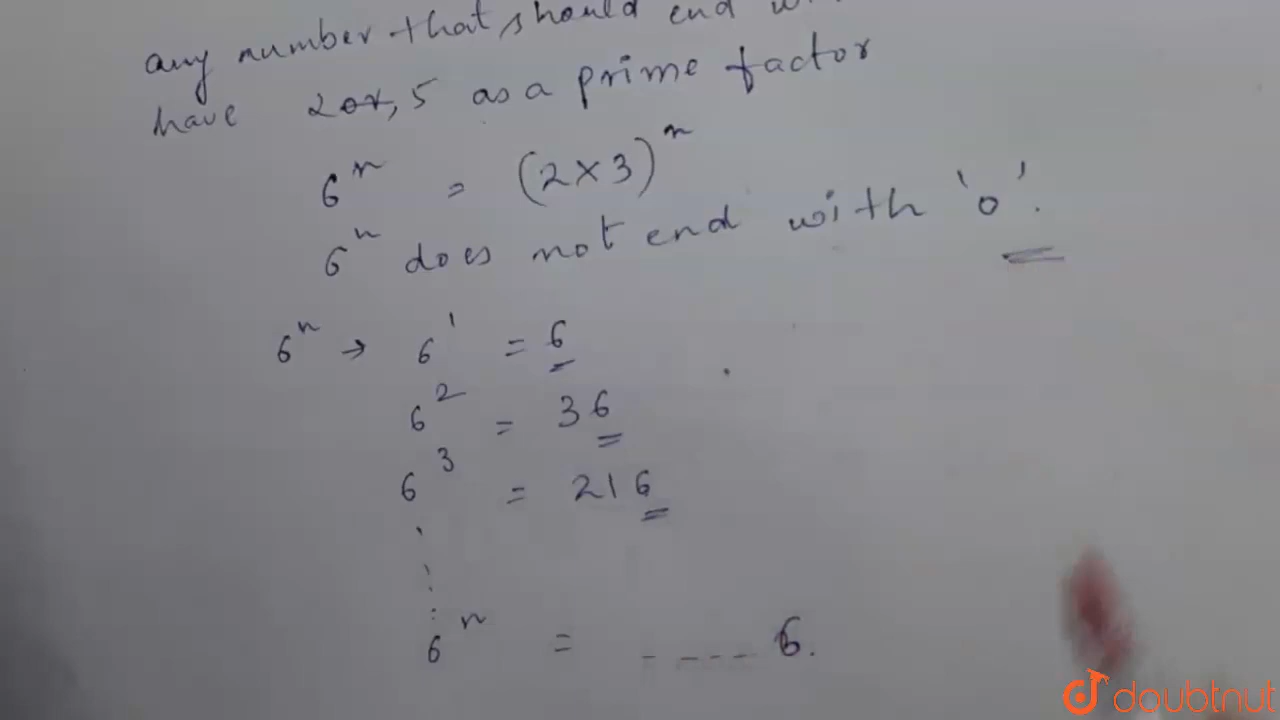 any number that should end
have 2 or, 5 as a prime factor
6^n = (2×3)^n
6^n does not end with '0'.
6^n → 6^1 = 6
6^2 = 36
6^3 = 216
6^n = ----- 6.
doubtnut